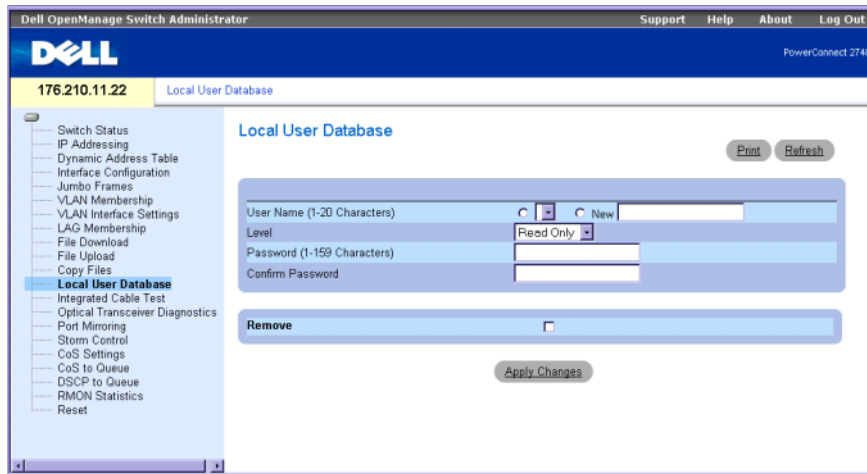 Dell OpenManage Switch Administrator Support Help About Log Out
DELL
PowerConnect 274
176.210.11.22 Local User Database
Switch Status
IP Addressing
Dynamic Address Table
Interface Configuration
Jumbo Frames
VLAN Membership
VLAN Interface Settings
LAG Membership
File Download
File Upload
Copy Files
Local User Database
Integrated Cable Test
Optical Transceiver Diagnostics
Port Mirroring
Storm Control
CoS Settings
CoS to Queue
DSCP to Queue
RMON Statistics
Reset
Local User Database
Print Refresh
User Name (1-20 Characters) New
Level Read Only
Password (1-159 Characters)
Confirm Password
Remove
Apply Changes